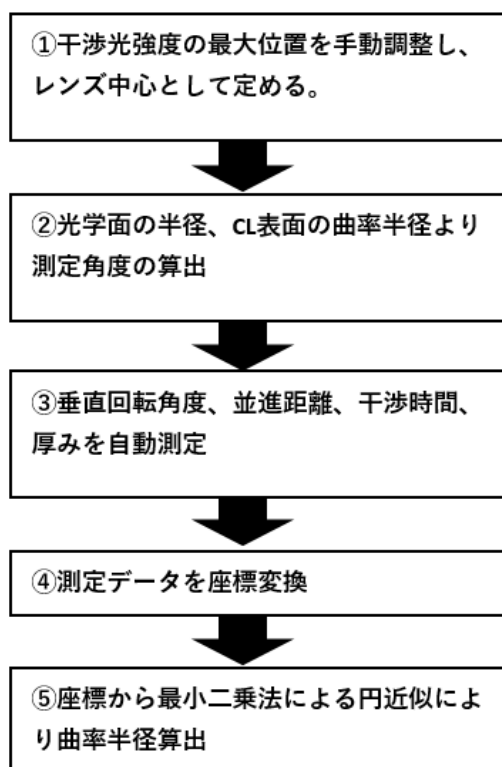 ①干渉光強度の最大位置を手動調整し、
レンズ中心として定める。
②光学面の半径、CL表面の曲率半径より
測定角度の算出
③垂直回転角度、並進距離、干渉時間、
厚みを自動測定
④測定データを座標変換
⑤座標から最小二乗法による円近似によ
り曲率半径算出